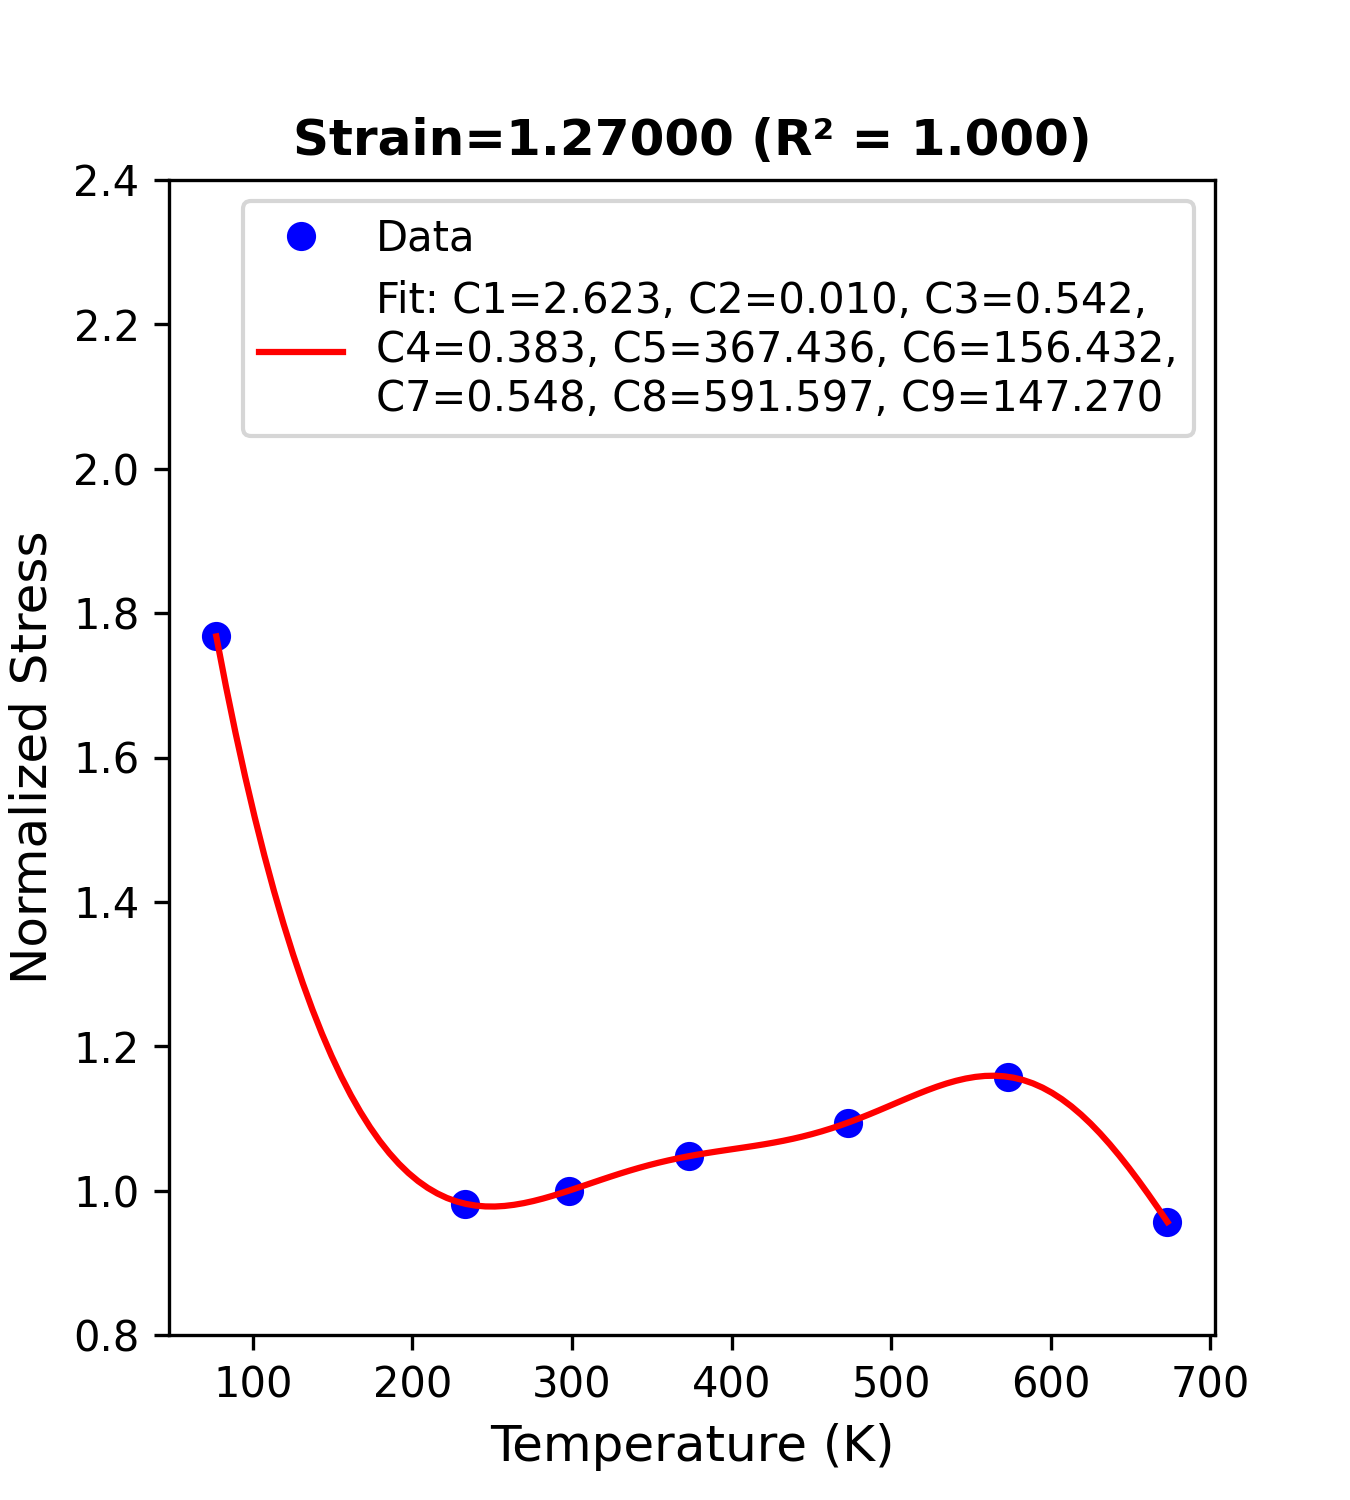 Strain=1.27000 (R² = 1.000)
2.4
2.2
2.0
1.8
1.6
1.4
1.2
1.0
0.8
Normalized Stress
Data
Fit: C1=2.623, C2=0.010, C3=0.542,
C4=0.383, C5=367.436, C6=156.432,
C7=0.548, C8=591.597, C9=147.270
100 200 300 400 500 600 700
Temperature (K)